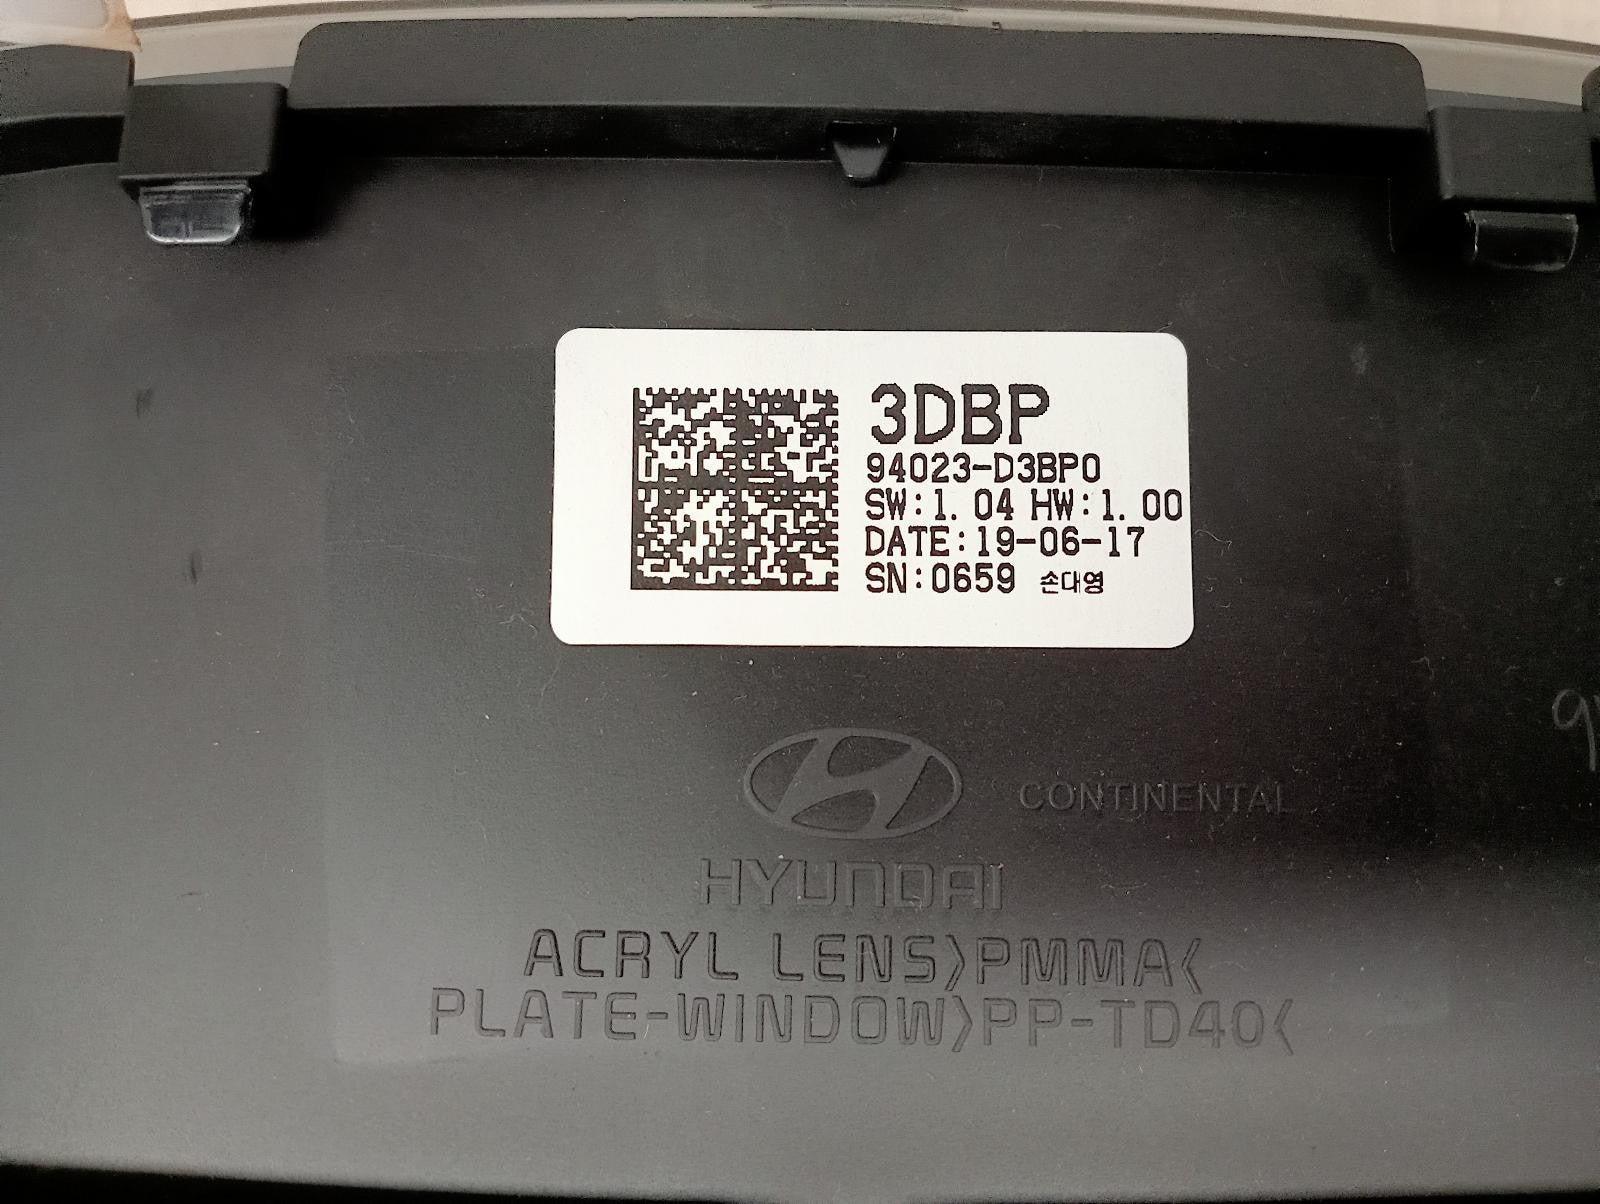 3DBP
94023-D3BP0
SW:1.04 HW:1.00
DATE:19-06-17
SN:0659 손대영
CONTINENTAL
HYUNDAI
ACRYL LENS>PMMA<
PLATE-WINDOW>PP-TD40<